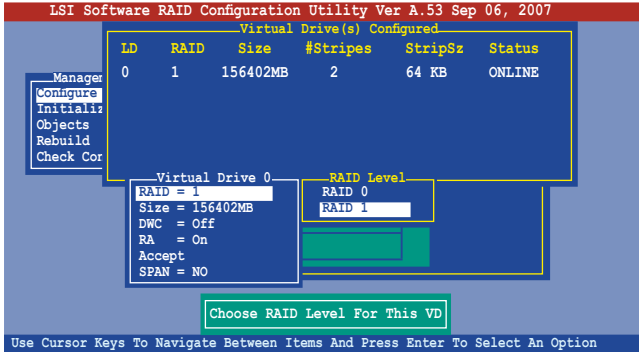 LSI Software RAID Configuration Utility Ver A.53 Sep 06, 2007
Virtual Drive(s) Configured
LD RAID Size #Stripes StripSz Status
0 1 156402MB 2 64 KB ONLINE
Configure
Objects
Rebuild
Check
Virtual Drive 0
RAID = 1
Size = 156402MB
DWC = Off
RA = On
Accept
SPAN = NO
RAID Level
RAID 0
RAID 1
Choose RAID Level For This VD
Use Cursor Keys To Navigate Between Items And Press Enter To Select An Option